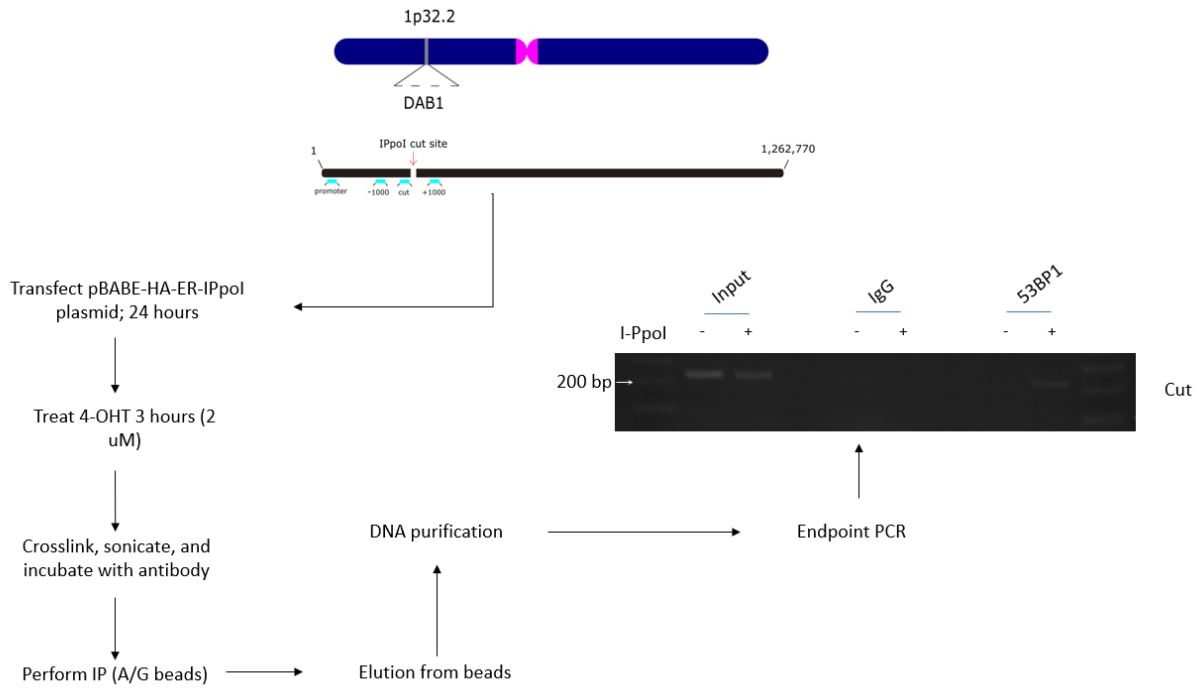 1p32.2
DAB1
IPpoI cut site
1
1,262,770
promoter
-1000
cut
+1000
Transfect pBABE-HA-ER-IPpoI
plasmid; 24 hours
Treat 4-OHT 3 hours (2
uM)
Crosslink, sonicate, and
incubate with antibody
Perform IP (A/G beads)
Elution from beads
DNA purification
Endpoint PCR
Input
IgG
53BP1
I-PpoI - + - + - +
200 bp
Cut